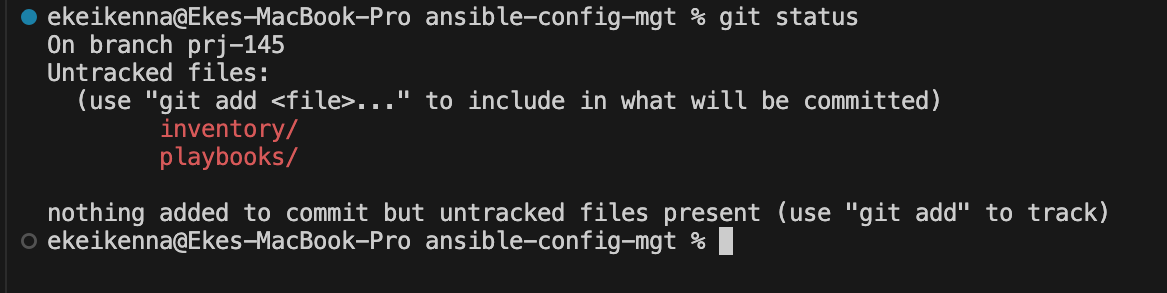 ekeikenna@Ekes-MacBook-Pro ansible-config-mgt % git status
On branch prj-145
Untracked files:
  (use "git add <file>..." to include in what will be committed)
        inventory/
        playbooks/

nothing added to commit but untracked files present (use "git add" to track)
ekeikenna@Ekes-MacBook-Pro ansible-config-mgt %